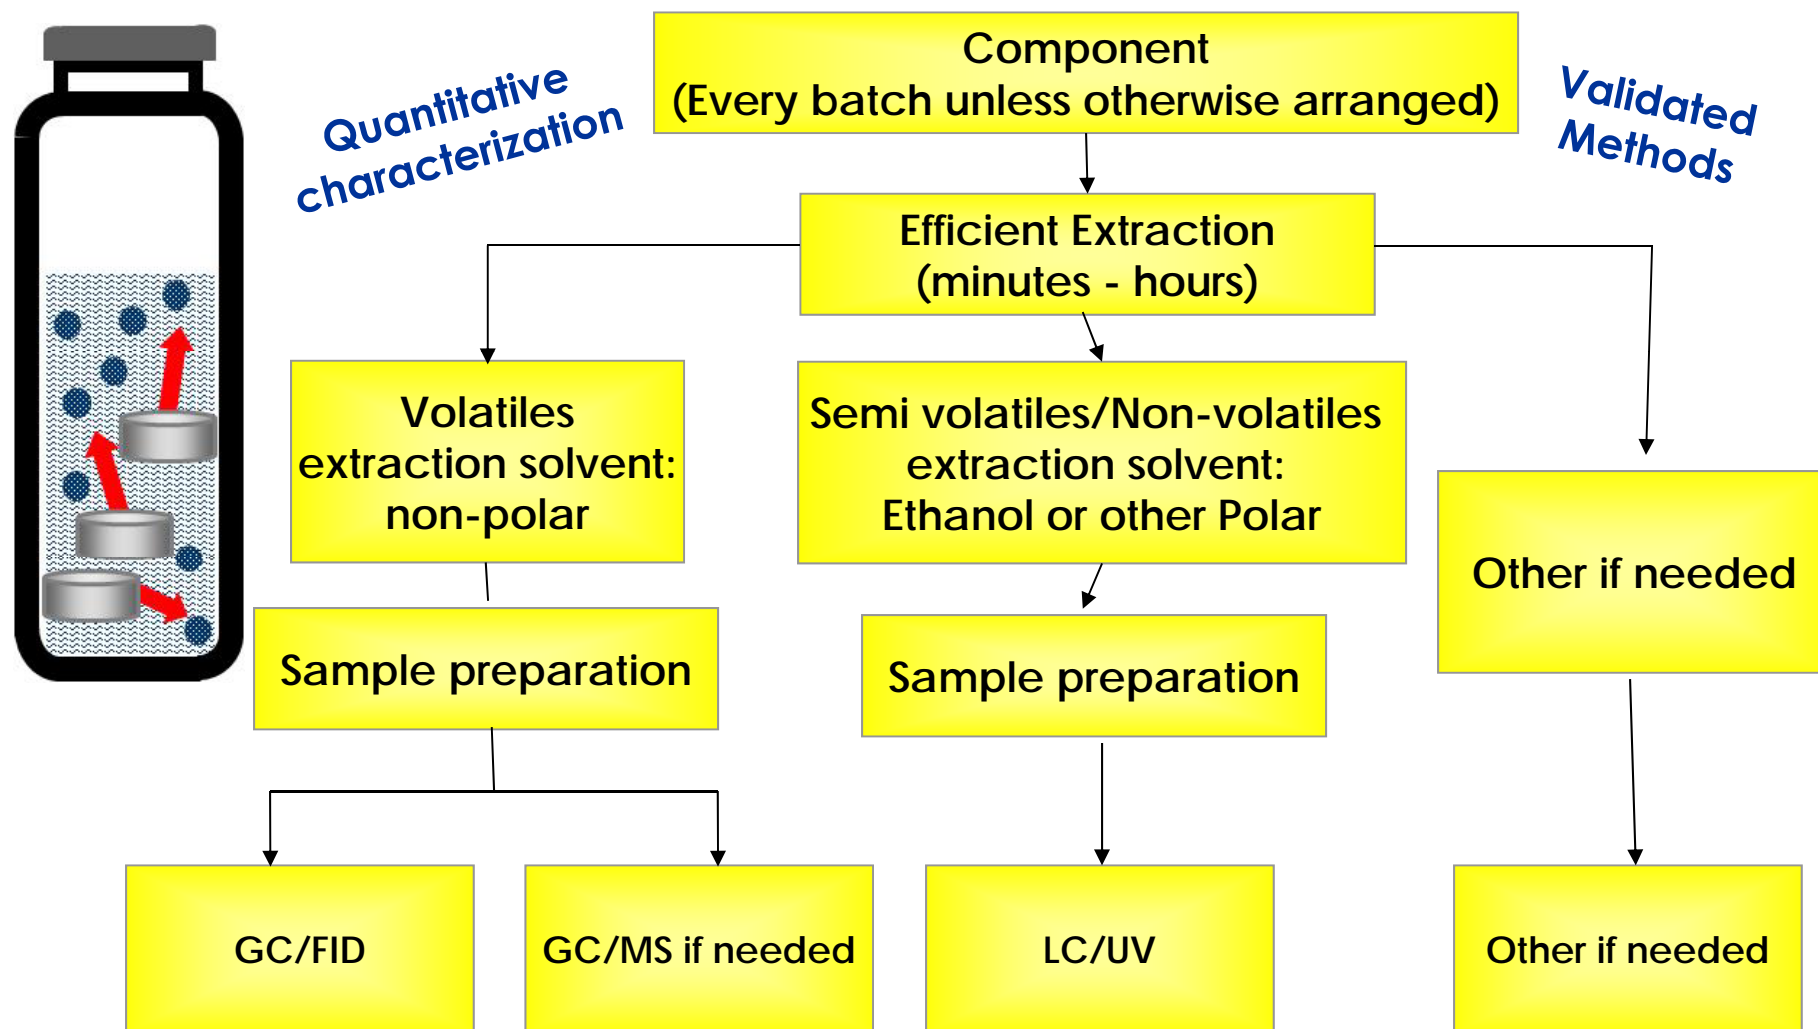 Quantitative
characterization
Component
(Every batch unless otherwise arranged)
Validated
Methods
Efficient Extraction
(minutes - hours)
Volatiles
extraction solvent:
non-polar
Semi volatiles/Non-volatiles
extraction solvent:
Ethanol or other Polar
Other if needed
Sample preparation
Sample preparation
GC/FID
GC/MS if needed
LC/UV
Other if needed